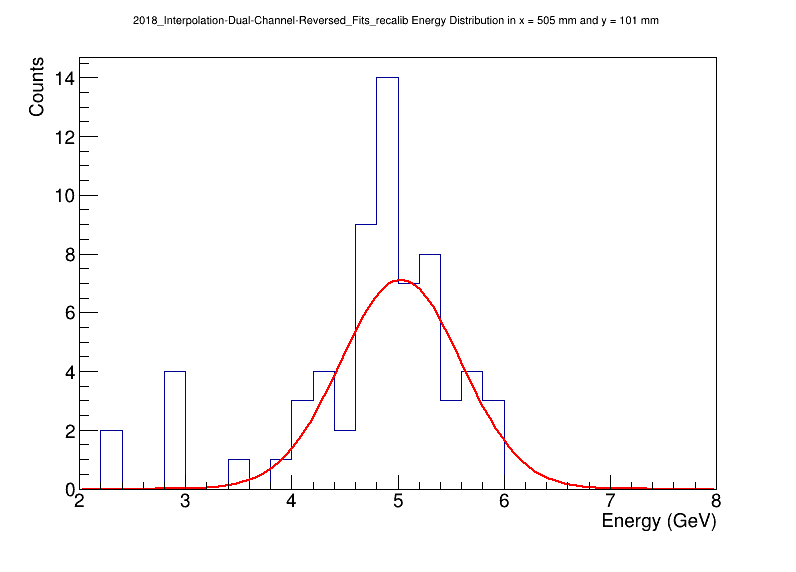 2018_Interpolation-Dual-Channel-Reversed_Fits_recalib Energy Distribution in x = 505 mm and y = 101 mm
Counts
14
12
10
8
6
4
2
0
2 3 4 5 6 7 8
Energy (GeV)